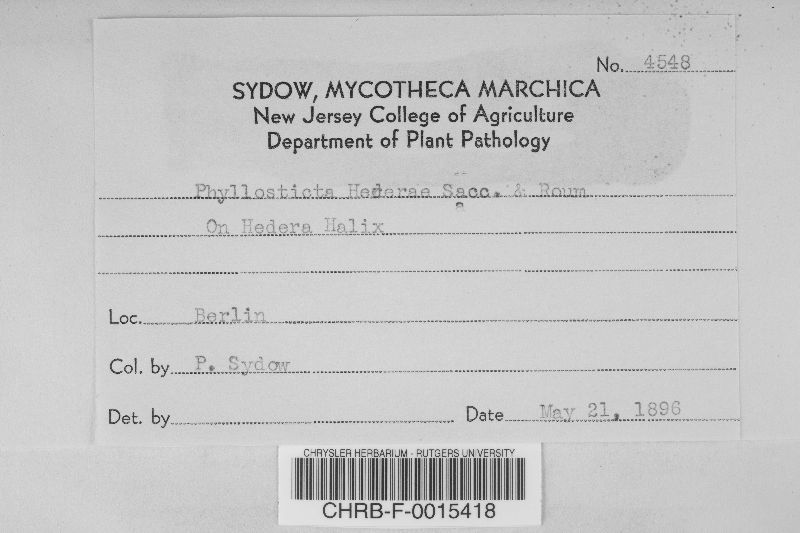 No. 4548
SYDOW, MYCOTHECA MARCHICA
New Jersey College of Agriculture
Department of Plant Pathology
Phyllosticta Hederae Sacc. & Roum
a
On Hedera Halix
Loc. Berlin
Col. by P. Sydow
Det. by Date May 21, 1896
CHRYSLER HERBARIUM - RUTGERS UNIVERSITY
CHRB-F-0015418